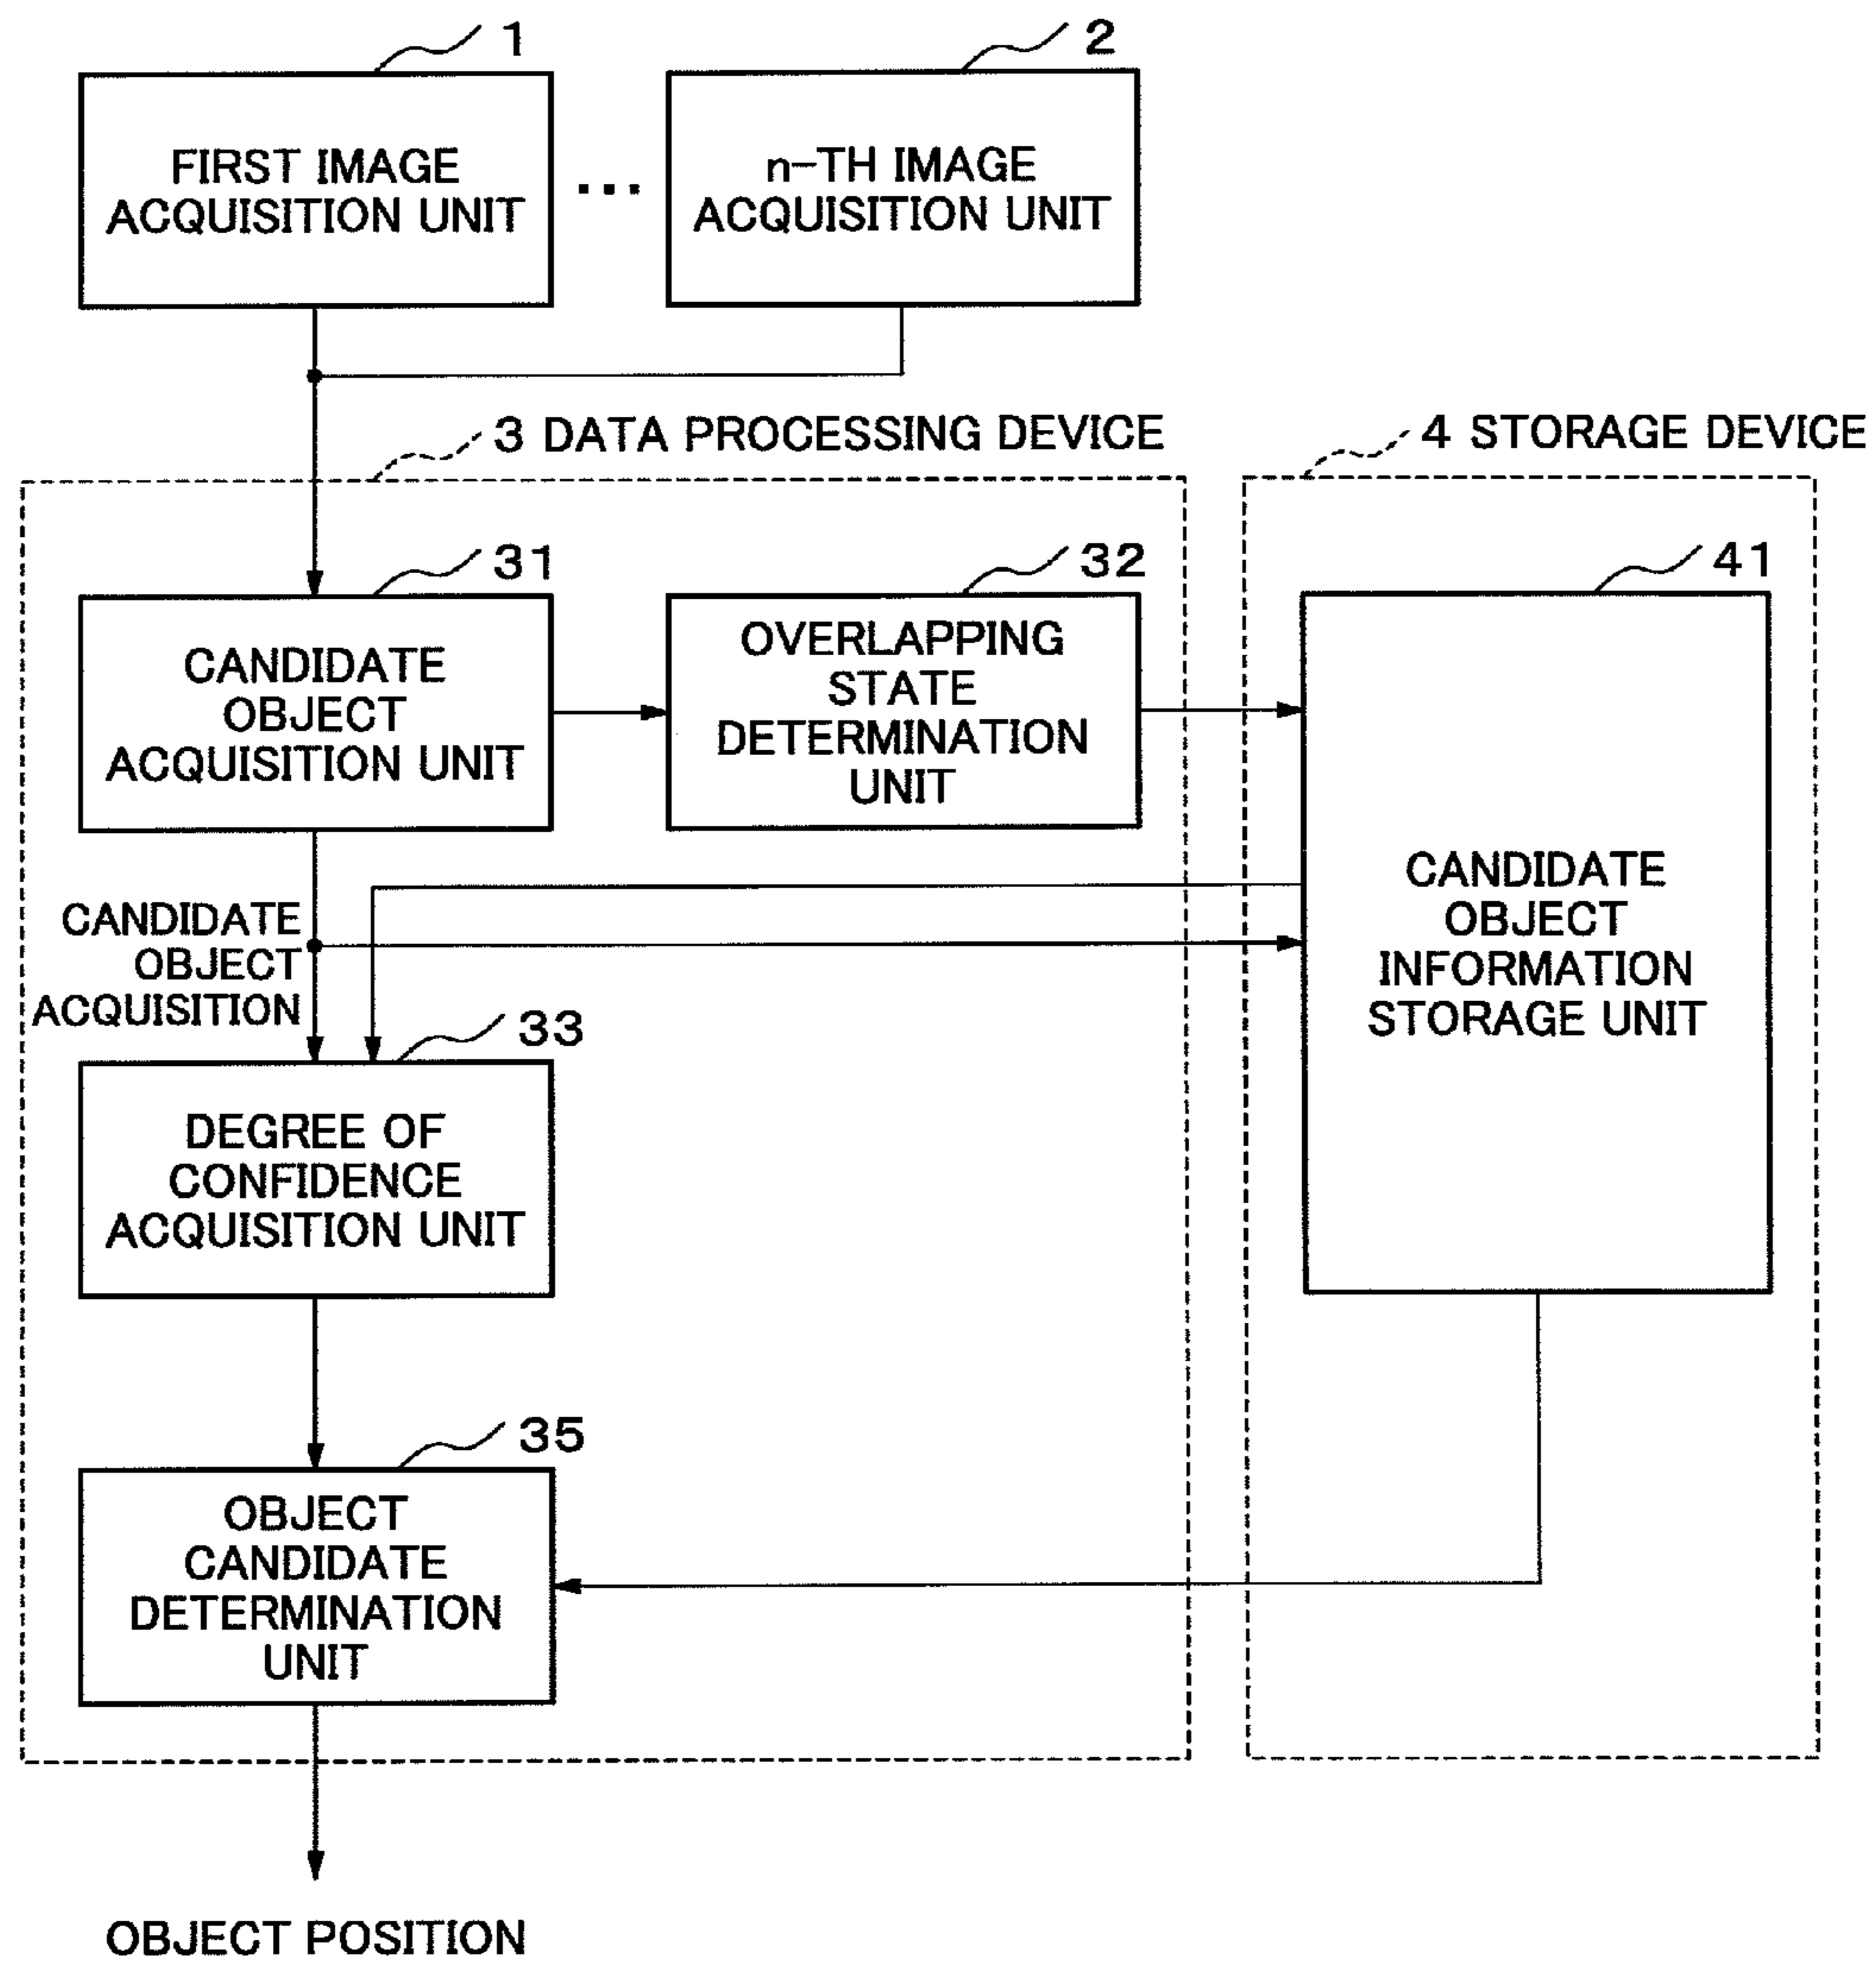 1
FIRST IMAGE
ACQUISITION UNIT
...
2
n-TH IMAGE
ACQUISITION UNIT
3 DATA PROCESSING DEVICE
4 STORAGE DEVICE
31
CANDIDATE
OBJECT
ACQUISITION UNIT
32
OVERLAPPING
STATE
DETERMINATION
UNIT
41
CANDIDATE
OBJECT
INFORMATION
STORAGE UNIT
CANDIDATE
OBJECT
ACQUISITION
33
DEGREE OF
CONFIDENCE
ACQUISITION UNIT
35
OBJECT
CANDIDATE
DETERMINATION
UNIT
OBJECT POSITION